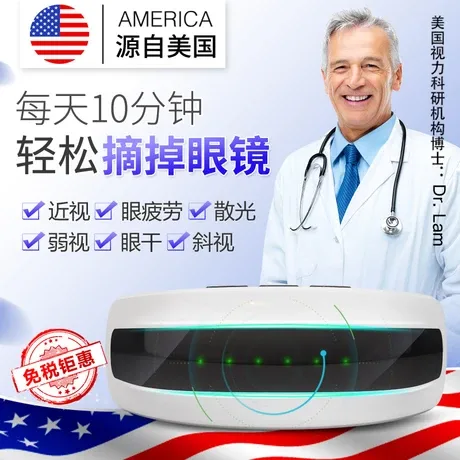 AMERICA
源自美国
每天10分钟
轻松摘掉眼镜
近视 眼疲劳 散光
弱视 眼干 斜视
美国视力科研机构博士：Dr. Lam
免税钜惠